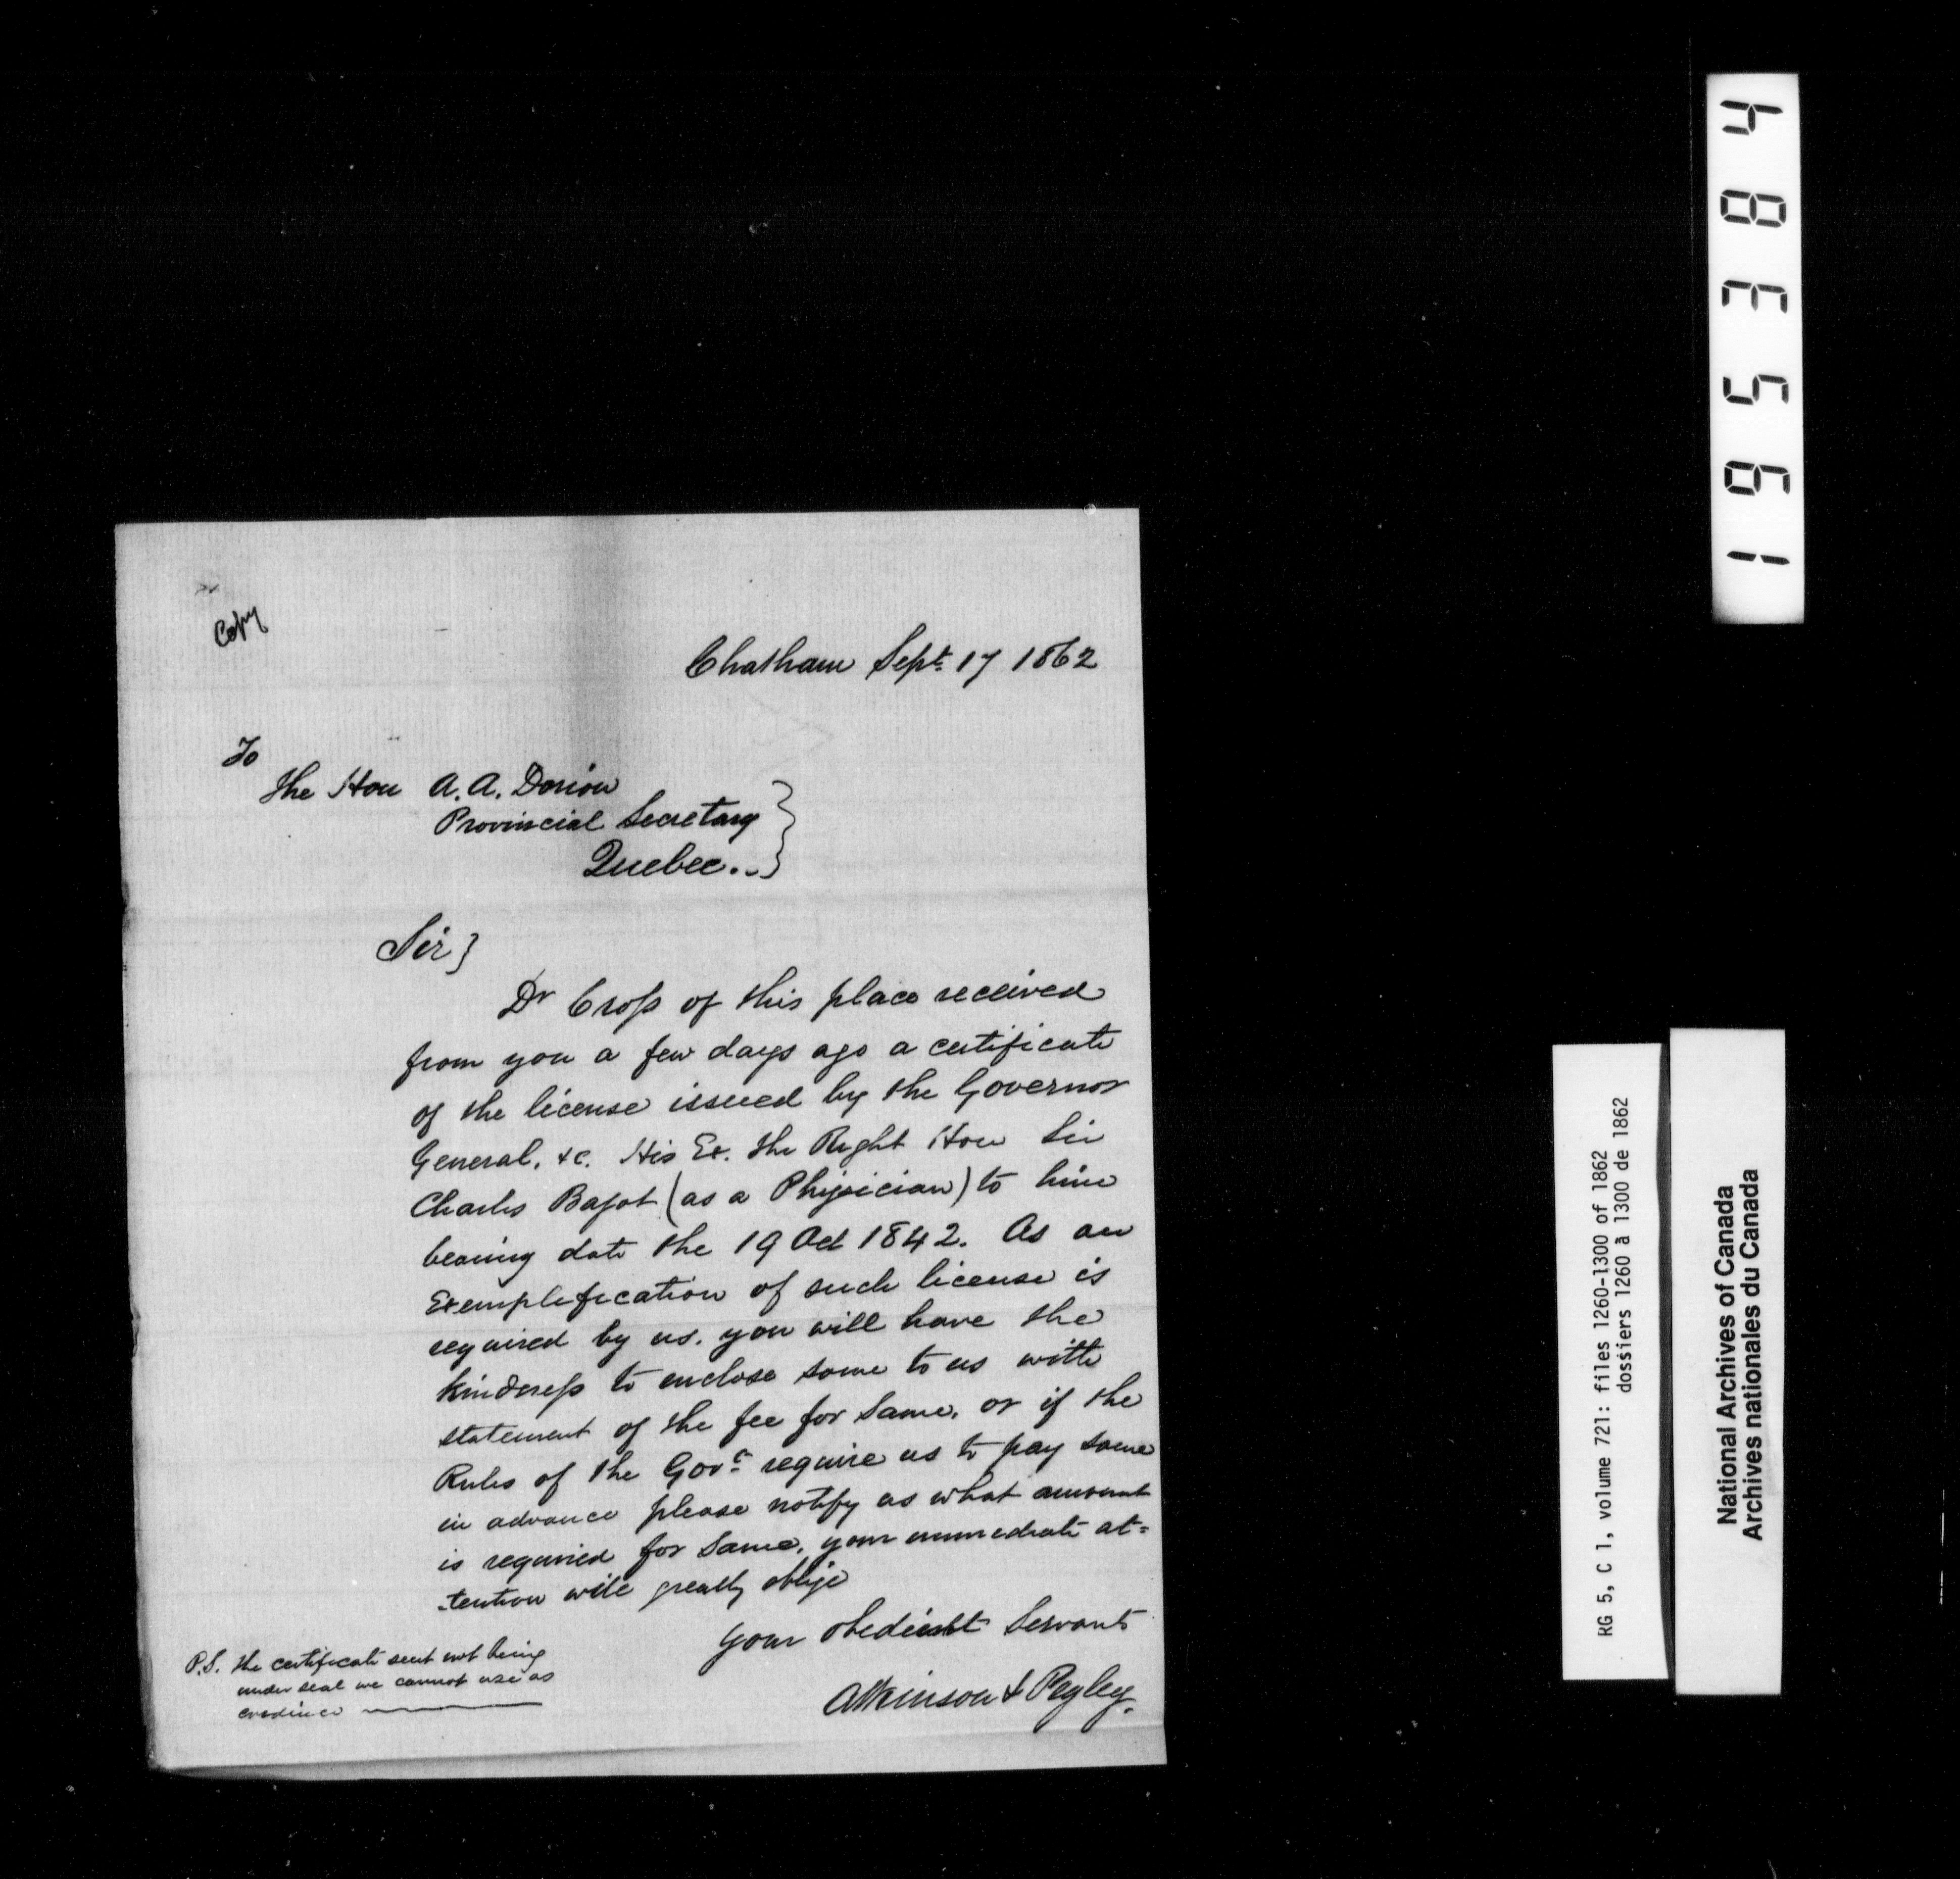 Copy
Chatham Sept. 17 1862
To
The Hon A. A. Dorion
Provincial Secretary
Quebec.
Sir}
Dr Cross of this place received
from you a few days ago a certificate
of the license issued by the Governor
General, &c. His Ex. the Right Hon Sir
Charles Bagot (as a Physician) to him
bearing date the 19 Oct 1842. As an
Exemplification of such license is
required by us, you will have the
kindness to enclose same to us with
statement of the fee for same, or if the
Rules of the Govt. require us to pay same
in advance please notify us what amount
is required for same, your immediate at=
tention will greatly oblige
Your obedient Servants
Atkinson & Pegley.
P.S. The certificate sent not being
under seal we cannot use as
evidence
195384
RG 5, C 1, volume 721: files 1260-1300 of 1862
dossiers 1260 à 1300 de 1862
National Archives of Canada
Archives nationales du Canada